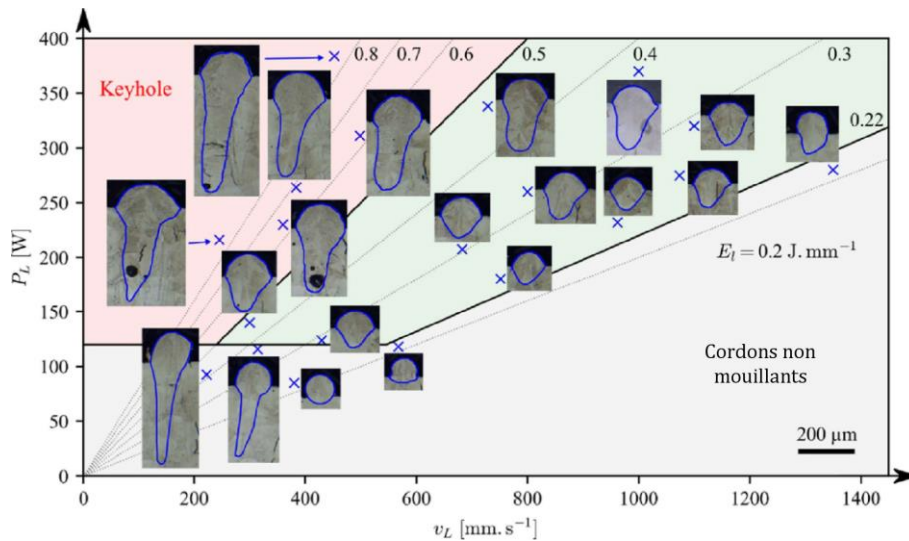 400
350
300
250
200
150
100
50
0
P_L [W]
Keyhole
0.8
0.7
0.6
0.5
0.4
0.3
0.22
E_l = 0.2 J. mm⁻¹
Cordons non
mouillants
200 µm
0 200 400 600 800 1000 1200 1400
v_L [mm. s⁻¹]